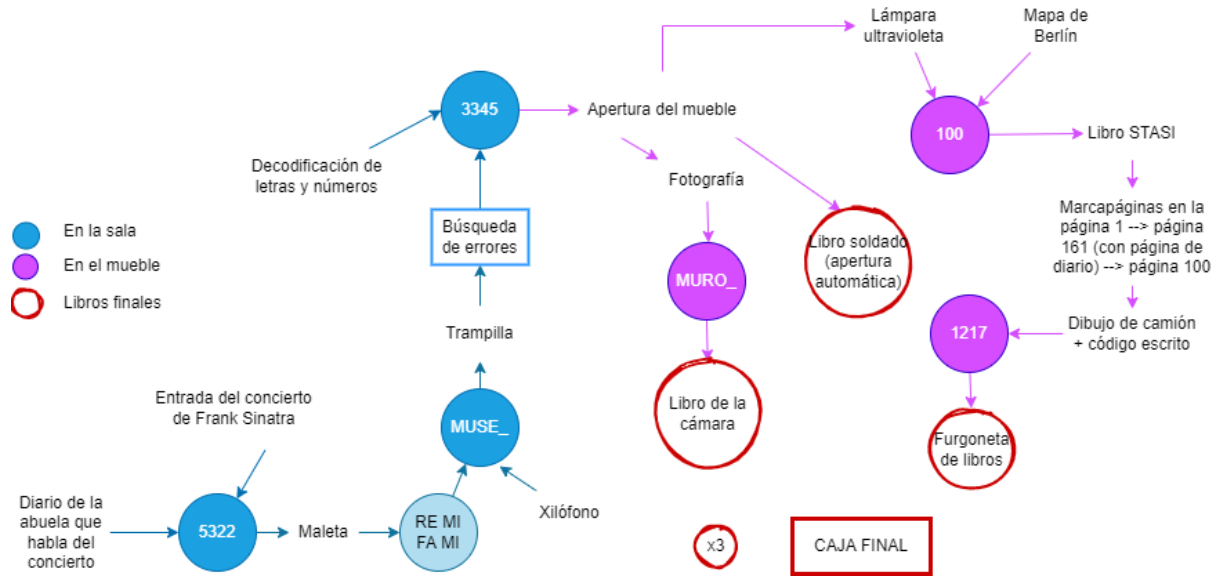 Lámpara
ultravioleta
Mapa de
Berlín
3345
Apertura del mueble
100
Libro STASI
Decodificación de
letras y números
Fotografía
En la sala
En el mueble
Libros finales
Búsqueda
de errores
Libro soldado
(apertura
automática)
Marcapáginas en la
página 1 --> página
161 (con página de
diario) --> página 100
MURO_
Trampilla
1217
Dibujo de camión
+ código escrito
Entrada del concierto
de Frank Sinatra
MUSE_
Libro de la
cámara
Furgoneta
de libros
Diario de la
abuela que
habla del
concierto
5322
Maleta
RE MI
FA MI
Xilófono
x3
CAJA FINAL